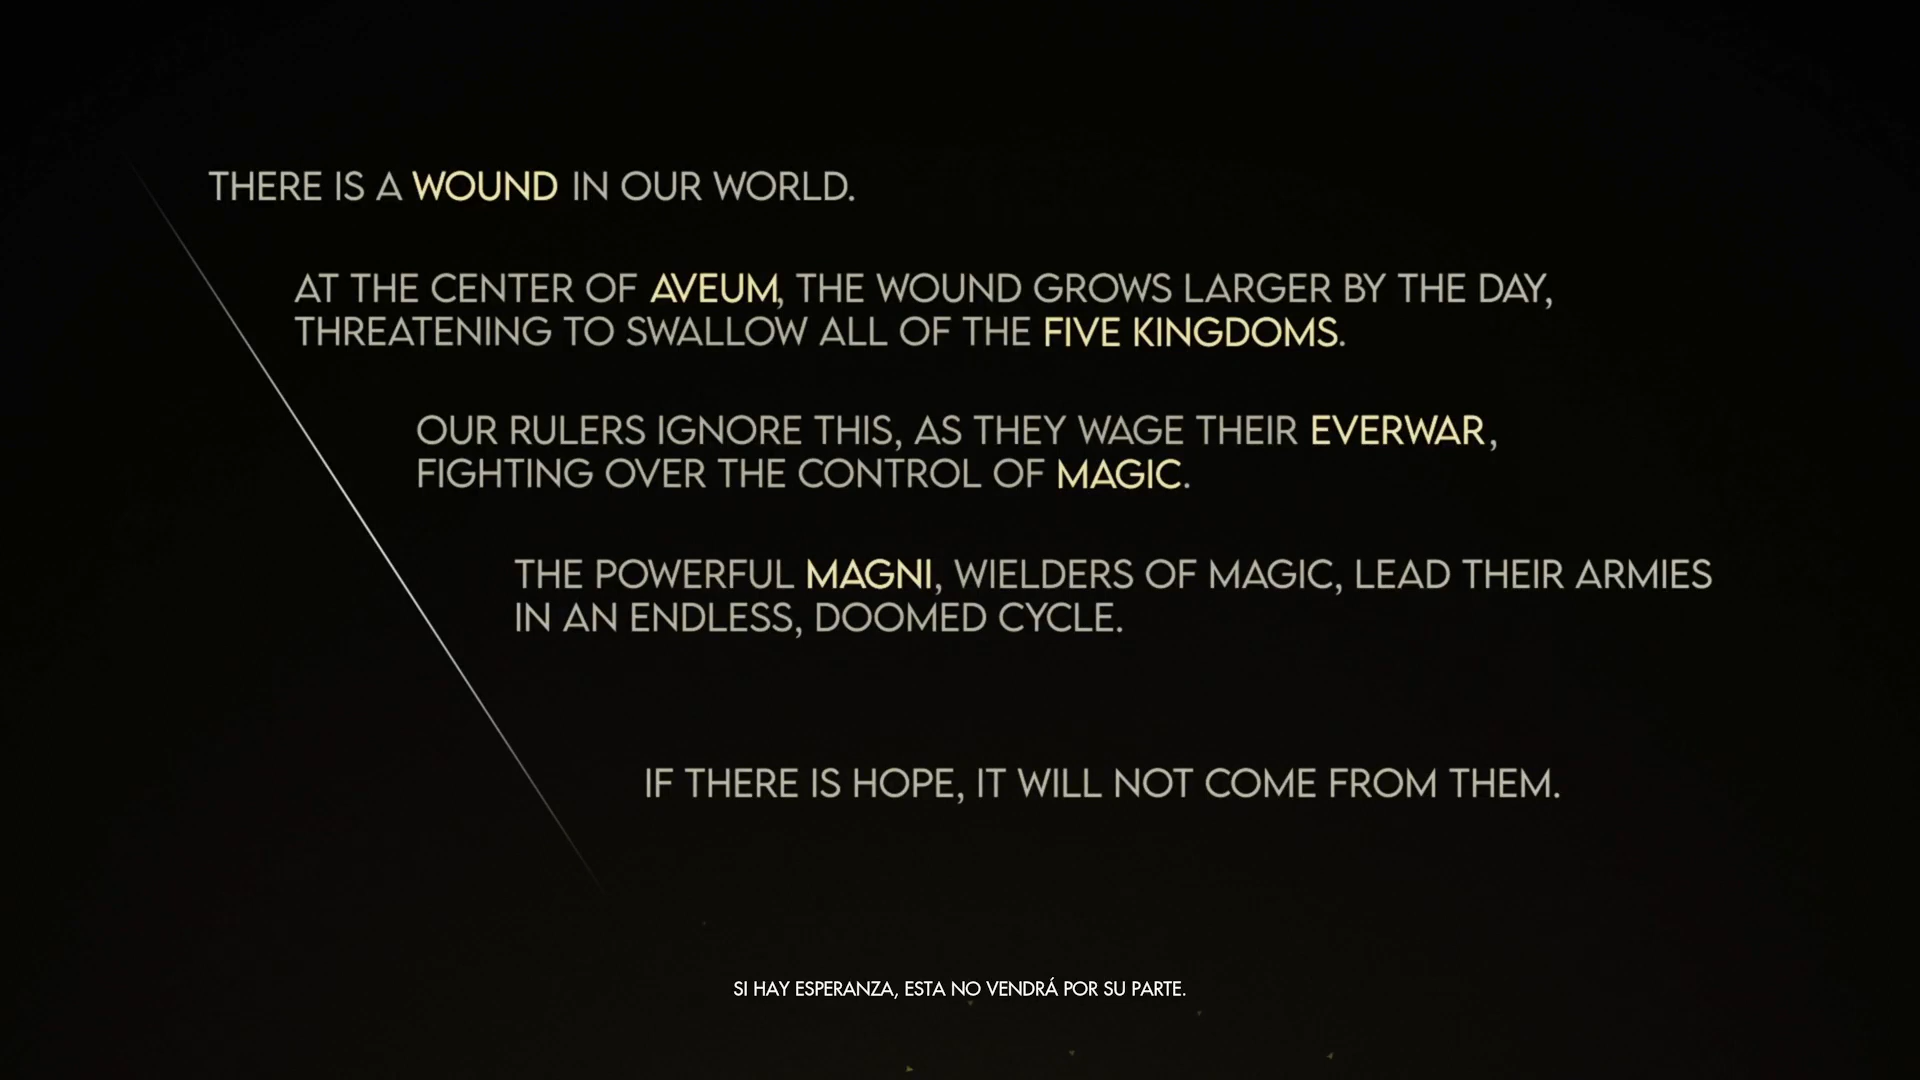 THERE IS A WOUND IN OUR WORLD.
AT THE CENTER OF AVEUM, THE WOUND GROWS LARGER BY THE DAY,
THREATENING TO SWALLOW ALL OF THE FIVE KINGDOMS.
OUR RULERS IGNORE THIS, AS THEY WAGE THEIR EVERWAR,
FIGHTING OVER THE CONTROL OF MAGIC.
THE POWERFUL MAGNI, WIELDERS OF MAGIC, LEAD THEIR ARMIES
IN AN ENDLESS, DOOMED CYCLE.
IF THERE IS HOPE, IT WILL NOT COME FROM THEM.
SI HAY ESPERANZA, ESTA NO VENDRÁ POR SU PARTE.